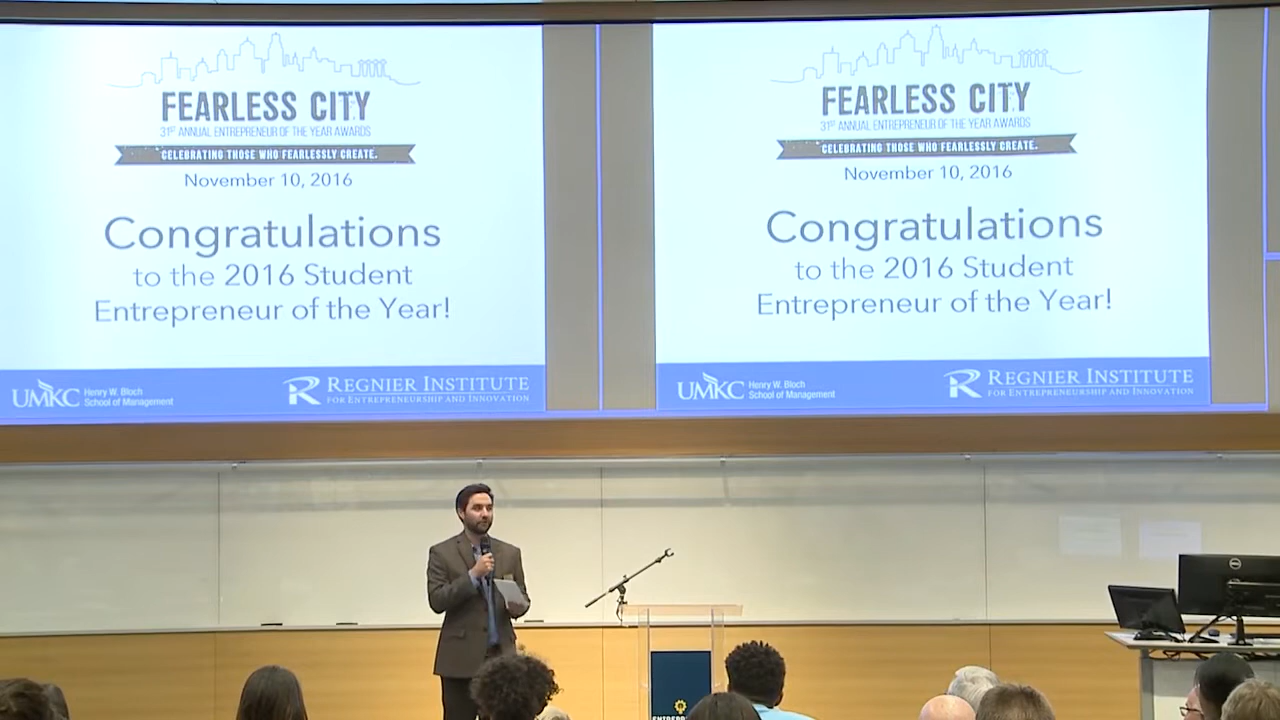 FEARLESS CITY
31ST ANNUAL ENTREPRENEUR OF THE YEAR AWARDS
CELEBRATING THOSE WHO FEARLESSLY CREATE.
November 10, 2016
Congratulations
to the 2016 Student
Entrepreneur of the Year!
UMKC Henry W. Bloch
School of Management
R REGNIER INSTITUTE
FOR ENTREPRENEURSHIP AND INNOVATION
FEARLESS CITY
31ST ANNUAL ENTREPRENEUR OF THE YEAR AWARDS
CELEBRATING THOSE WHO FEARLESSLY CREATE.
November 10, 2016
Congratulations
to the 2016 Student
Entrepreneur of the Year!
UMKC Henry W. Bloch
School of Management
R REGNIER INSTITUTE
FOR ENTREPRENEURSHIP AND INNOVATION
DELL